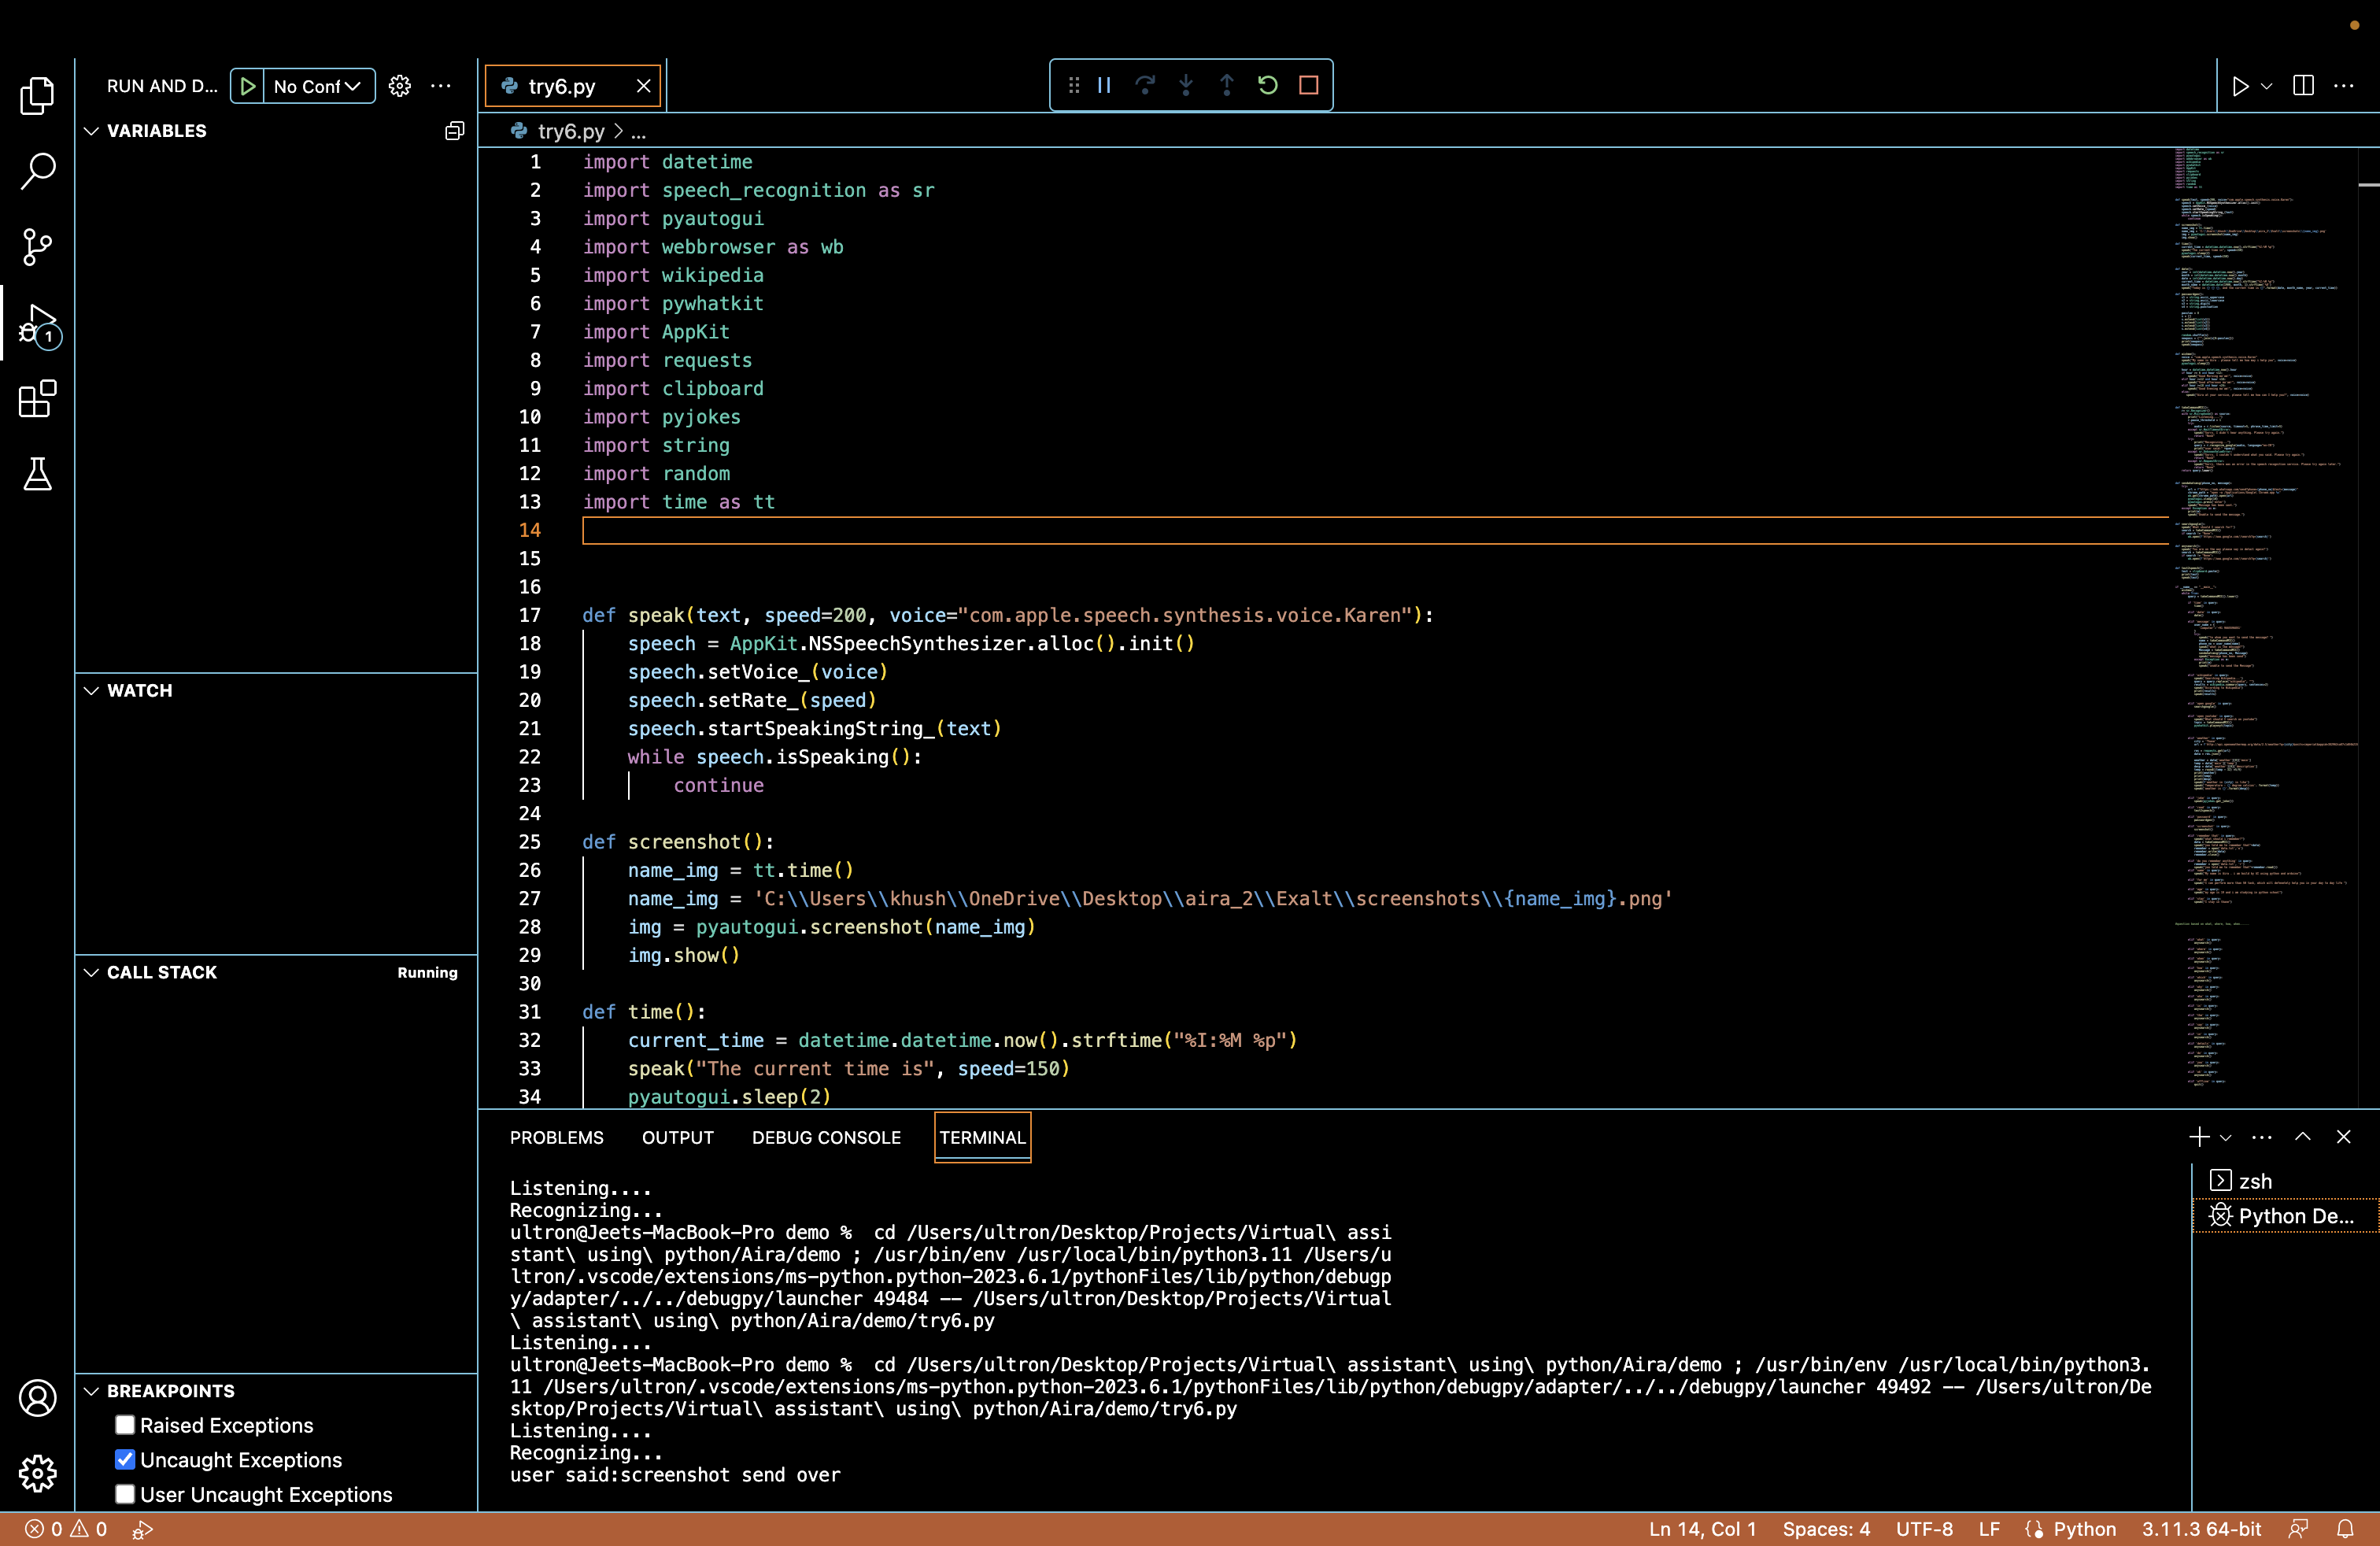 RUN AND D...
No Conf
VARIABLES
WATCH
CALL STACK
Running
BREAKPOINTS
Raised Exceptions
Uncaught Exceptions
User Uncaught Exceptions
1
try6.py
try6.py > ...
1 import datetime
2 import speech_recognition as sr
3 import pyautogui
4 import webbrowser as wb
5 import wikipedia
6 import pywhatkit
7 import AppKit
8 import requests
9 import clipboard
10 import pyjokes
11 import string
12 import random
13 import time as tt
14
15
16
17 def speak(text, speed=200, voice="com.apple.speech.synthesis.voice.Karen"):
18     speech = AppKit.NSSpeechSynthesizer.alloc().init()
19     speech.setVoice_(voice)
20     speech.setRate_(speed)
21     speech.startSpeakingString_(text)
22     while speech.isSpeaking():
23         continue
24
25 def screenshot():
26     name_img = tt.time()
27     name_img = 'C:\\Users\\khush\\OneDrive\\Desktop\\aira_2\\Exalt\\screenshots\\{name_img}.png'
28     img = pyautogui.screenshot(name_img)
29     img.show()
30
31 def time():
32     current_time = datetime.datetime.now().strftime("%I:%M %p")
33     speak("The current time is", speed=150)
34     pyautogui.sleep(2)
PROBLEMS OUTPUT DEBUG CONSOLE TERMINAL
Listening....
Recognizing...
ultron@Jeets-MacBook-Pro demo %  cd /Users/ultron/Desktop/Projects/Virtual\ assi
stant\ using\ python/Aira/demo ; /usr/bin/env /usr/local/bin/python3.11 /Users/u
ltron/.vscode/extensions/ms-python.python-2023.6.1/pythonFiles/lib/python/debugp
y/adapter/../../debugpy/launcher 49484 -- /Users/ultron/Desktop/Projects/Virtual
\ assistant\ using\ python/Aira/demo/try6.py
Listening....
ultron@Jeets-MacBook-Pro demo %  cd /Users/ultron/Desktop/Projects/Virtual\ assistant\ using\ python/Aira/demo ; /usr/bin/env /usr/local/bin/python3.
11 /Users/ultron/.vscode/extensions/ms-python.python-2023.6.1/pythonFiles/lib/python/debugpy/adapter/../../debugpy/launcher 49492 -- /Users/ultron/De
sktop/Projects/Virtual\ assistant\ using\ python/Aira/demo/try6.py
Listening....
Recognizing...
user said:screenshot send over
zsh
Python De...
0 0
Ln 14, Col 1 Spaces: 4 UTF-8 LF Python 3.11.3 64-bit